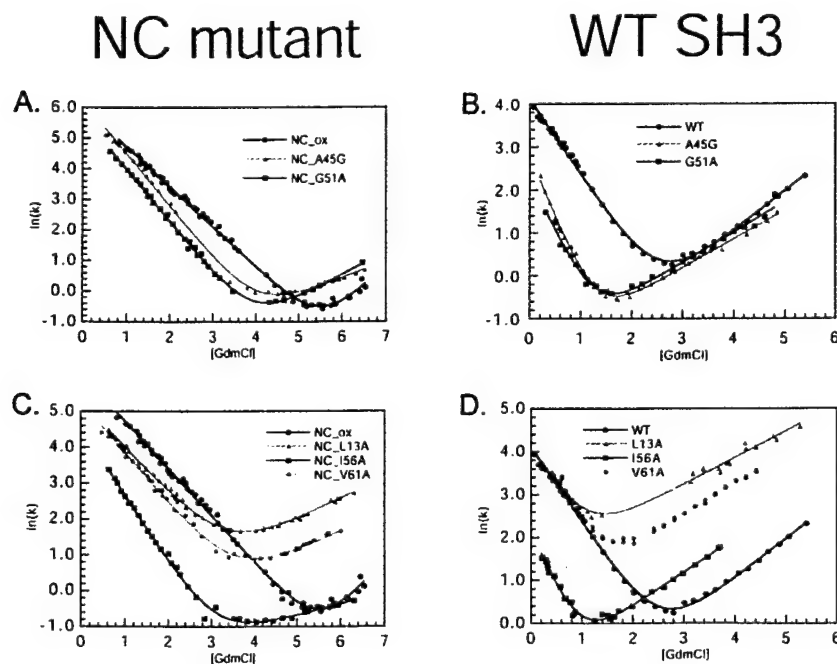 NC mutant WT SH3
A.
6.0
5.0
4.0
3.0
2.0
1.0
0.0
-1.0
ln(k)
NC_ox
NC_A45G
NC_G51A
0 1 2 3 4 5 6 7
[GdmCl]
B.
4.0
3.0
2.0
1.0
0.0
-1.0
ln(k)
WT
A45G
G51A
0 1 2 3 4 5 6
[GdmCl]
C.
5.0
4.0
3.0
2.0
1.0
0.0
-1.0
ln(k)
NC_ox
NC_L13A
NC_I56A
NC_V61A
0 1 2 3 4 5 6 7
[GdmCl]
D.
5.0
4.0
3.0
2.0
1.0
0.0
ln(k)
WT
L13A
I56A
V61A
0 1 2 3 4 5 6
[GdmCl]